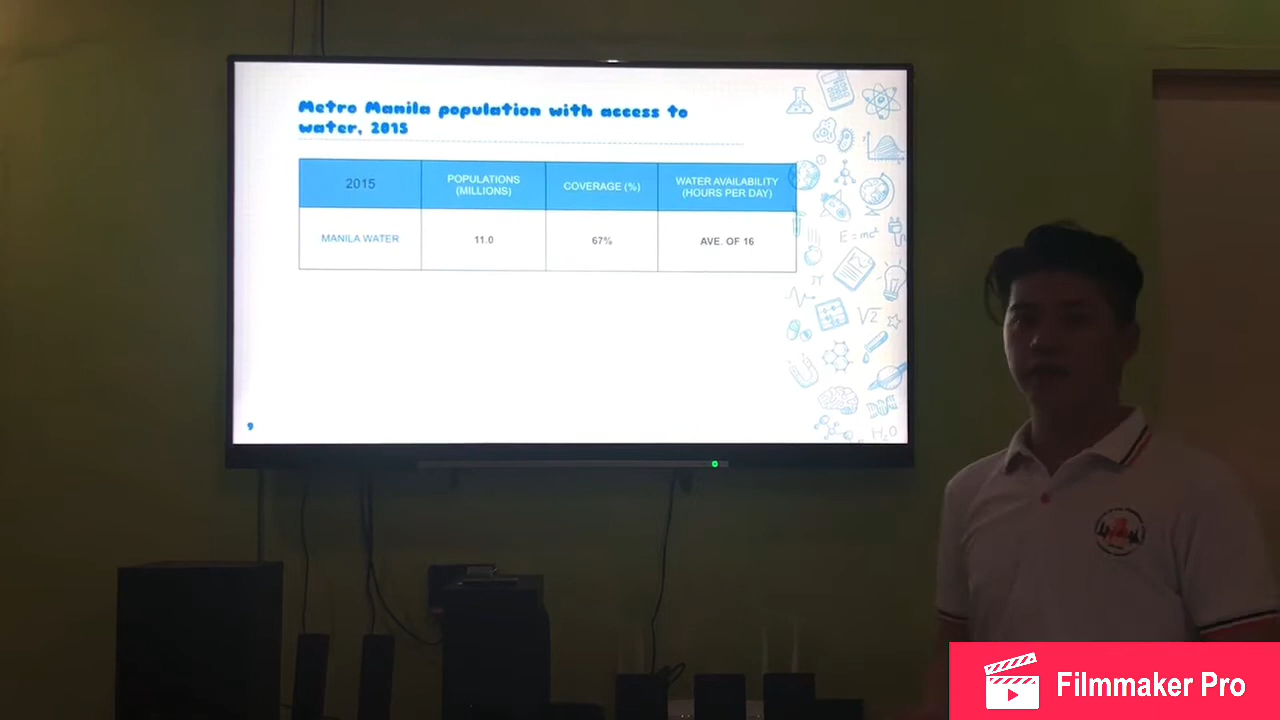 Metro Manila population with access to
water, 2015
2015
POPULATIONS
(MILLIONS)
COVERAGE (%)
WATER AVAILABILITY
(HOURS PER DAY)
MANILA WATER
11.0
67%
AVE. OF 16
E=mc²
π
√2
H₂O
9
Filmmaker Pro